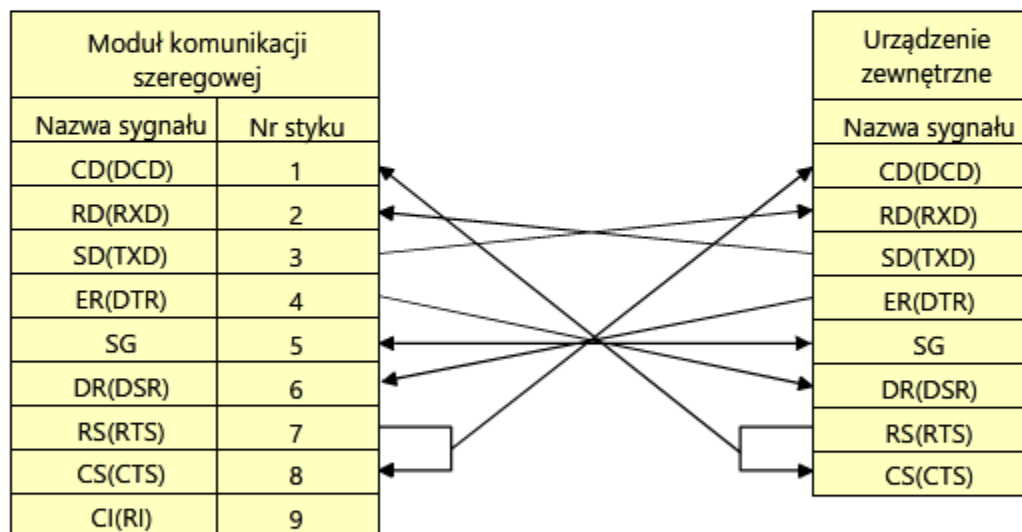 Moduł komunikacji
szeregowej
Nazwa sygnału Nr styku
CD(DCD) 1
RD(RXD) 2
SD(TXD) 3
ER(DTR) 4
SG 5
DR(DSR) 6
RS(RTS) 7
CS(CTS) 8
CI(RI) 9
Urządzenie
zewnętrzne
Nazwa sygnału
CD(DCD)
RD(RXD)
SD(TXD)
ER(DTR)
SG
DR(DSR)
RS(RTS)
CS(CTS)